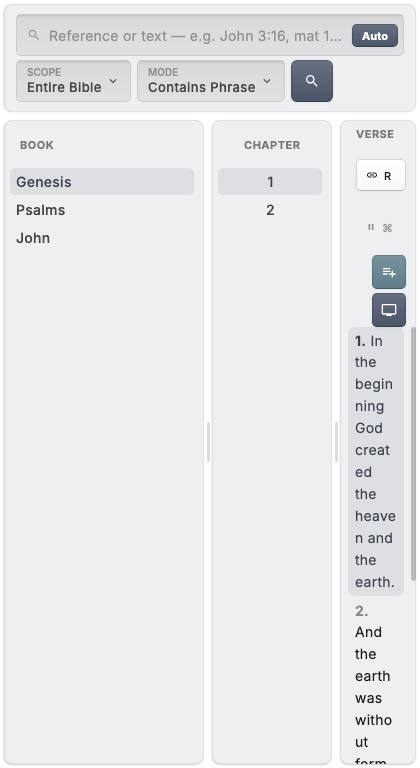 Reference or text — e.g. John 3:16, mat 1...
Auto
SCOPE
Entire Bible
MODE
Contains Phrase
BOOK
Genesis
Psalms
John
CHAPTER
1
2
VERSE
R
⌘
1. In
the
begin
ning
God
creat
ed
the
heave
n and
the
earth.
2.
And
the
earth
was
witho
ut
form